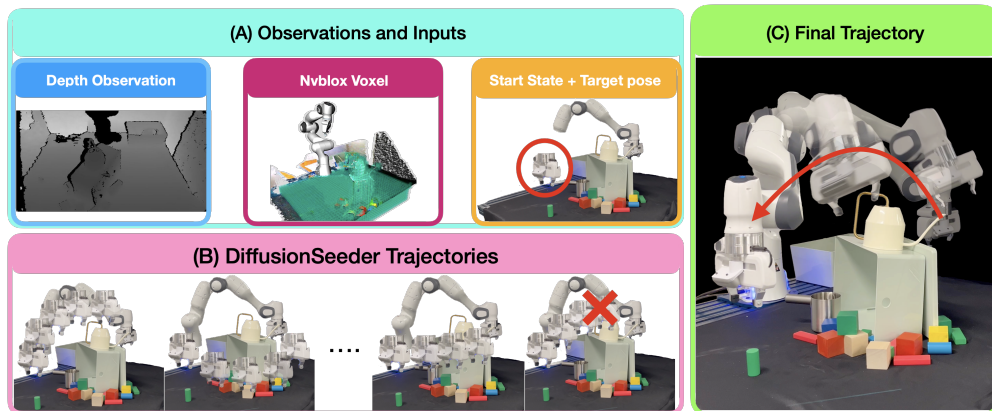 (A) Observations and Inputs
Depth Observation
Nvblox Voxel
Start State + Target pose
(B) DiffusionSeeder Trajectories
....
(C) Final Trajectory